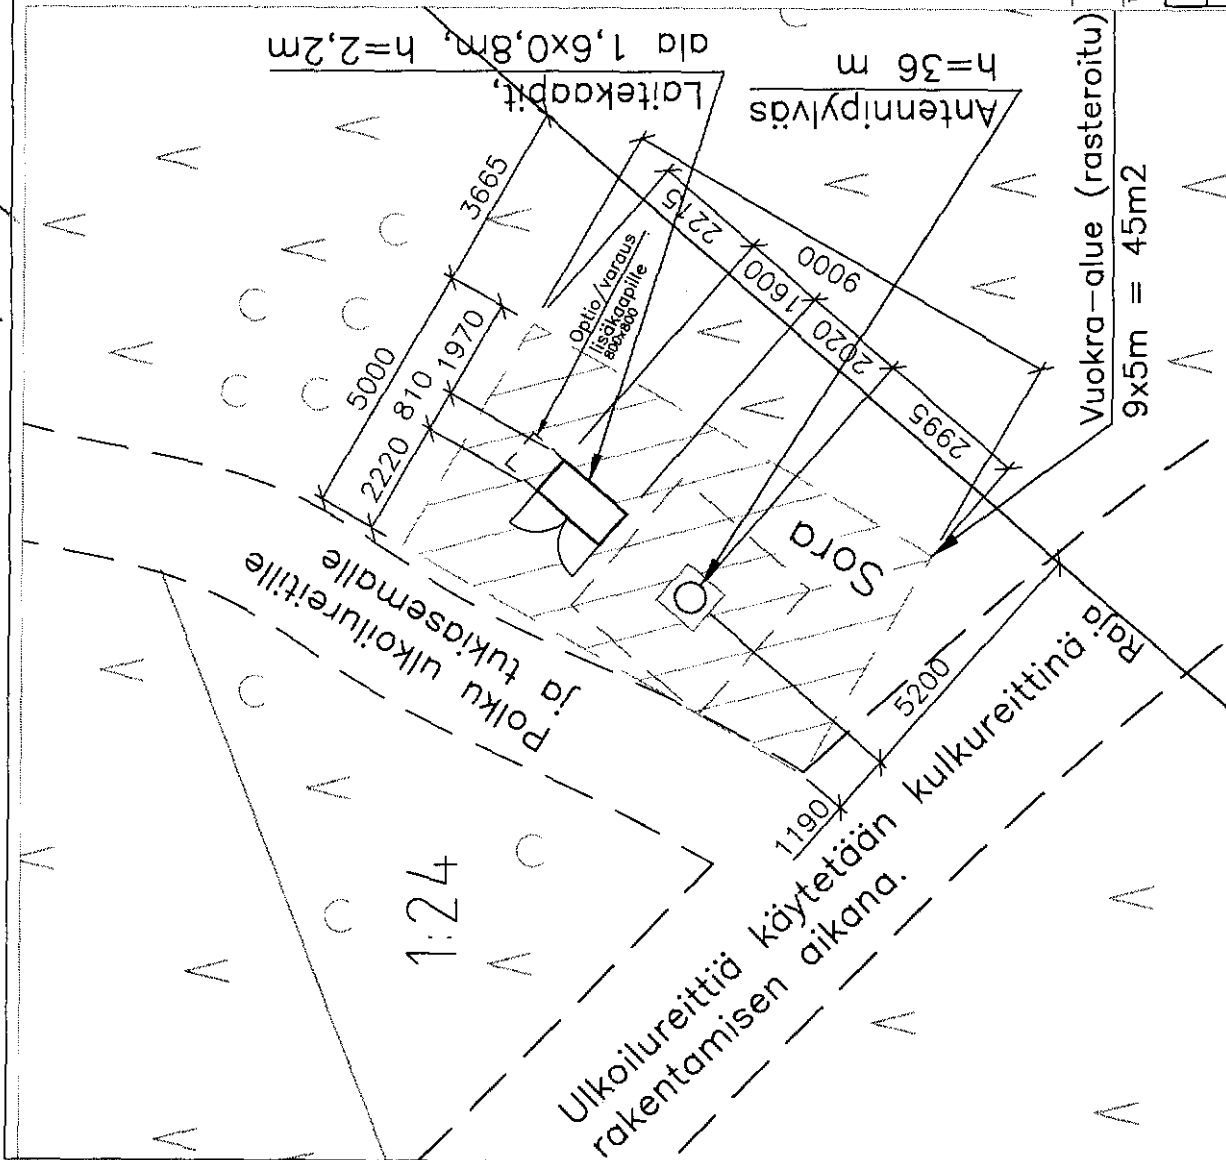 Laitekaapit,
ala 1,6x0,8m, h=2,2m
Antennipylväs
h=36 m
Vuokra-alue (rasteroitu)
9x5m = 45m2
3665
5000
1970
810
2220
2215
1600
2020
2995
9000
Optio/varaus
lisäkaapille
800x800
Polku ulkoilureitille
ja tukiasemalle
Sora
5200
1190
Raja
1:24
Ulkoilureittiä käytetään kulkureittinä
rakentamisen aikana.